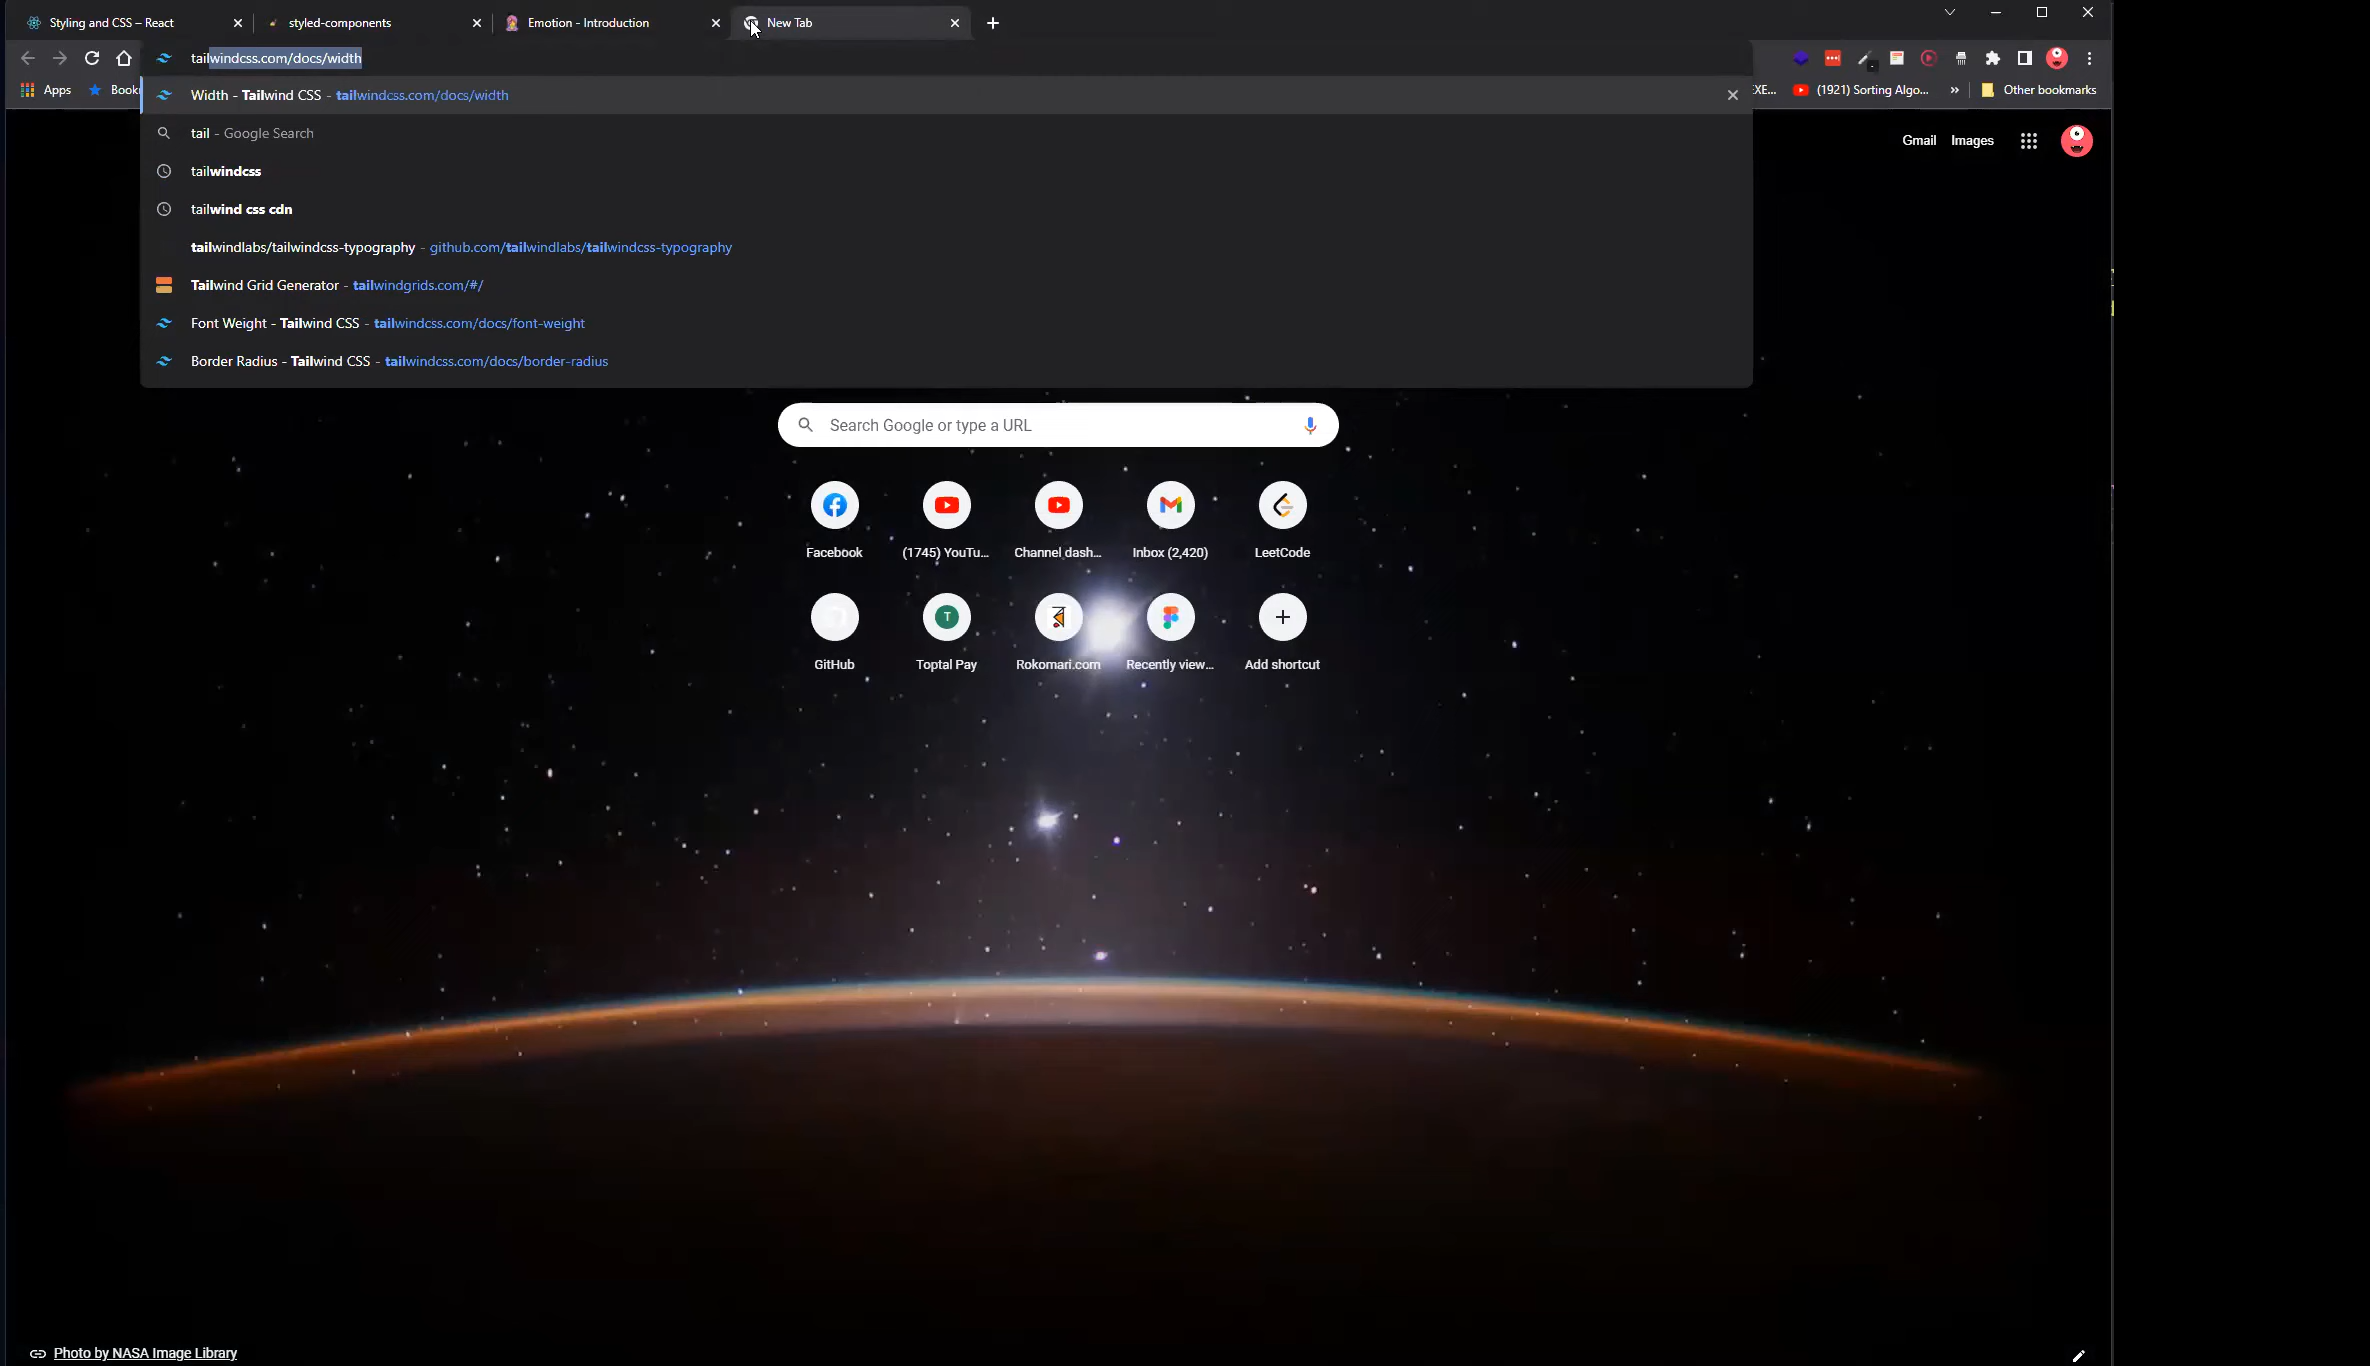 Styling and CSS – React
styled-components
Emotion - Introduction
New Tab
tailwindcss.com/docs/width
Apps
Width - Tailwind CSS - tailwindcss.com/docs/width
(1921) Sorting Algo...
»
Other bookmarks
tail - Google Search
Gmail
Images
tailwindcss
tailwind css cdn
tailwindlabs/tailwindcss-typography - github.com/tailwindlabs/tailwindcss-typography
Tailwind Grid Generator - tailwindgrids.com/#/
Font Weight - Tailwind CSS - tailwindcss.com/docs/font-weight
Border Radius - Tailwind CSS - tailwindcss.com/docs/border-radius
Search Google or type a URL
Facebook
(1745) YouTu...
Channel dash...
Inbox (2,420)
LeetCode
T
GitHub
Toptal Pay
Rokomari.com
Recently view...
Add shortcut
Photo by NASA Image Library